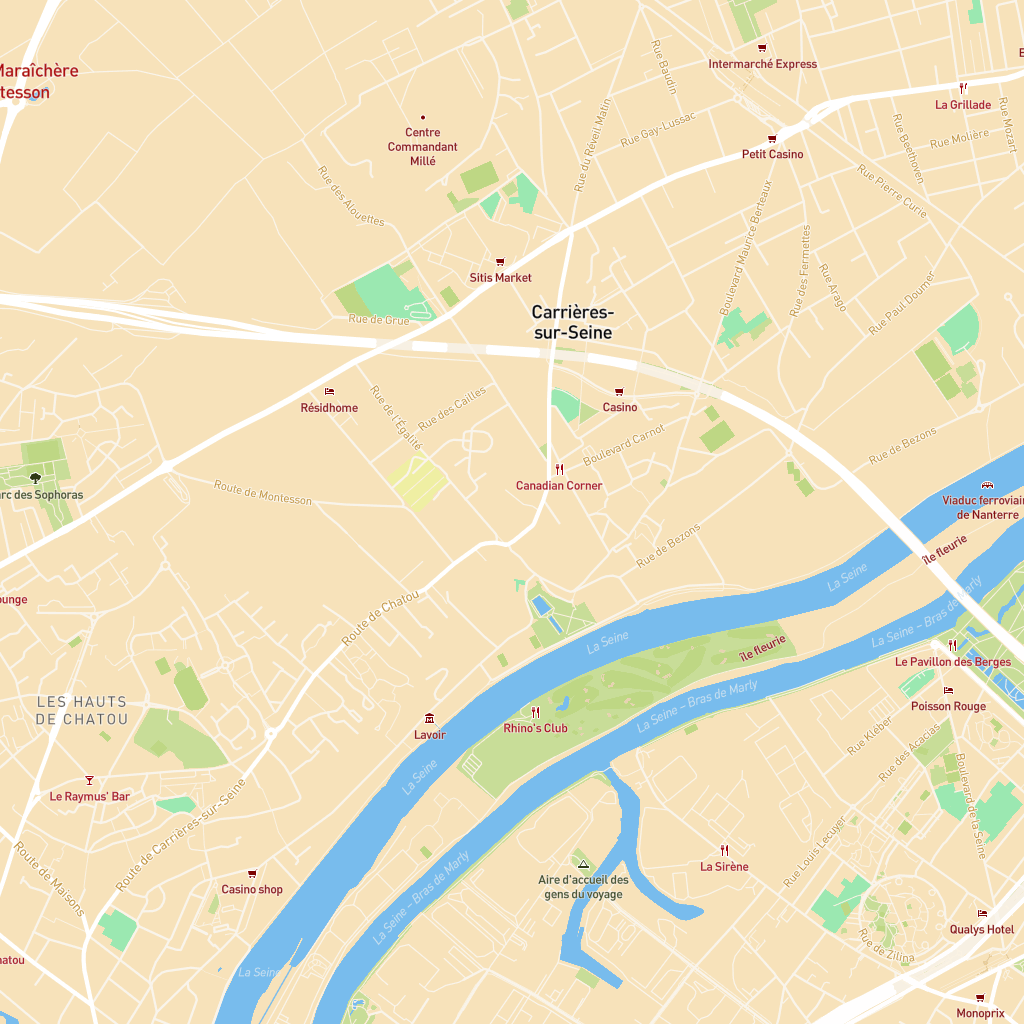 Intermarché Express
La Grillade
Maraîchère
tesson
Rue Baudin
Centre
Commandant
Millé
Rue du Réveil Matin
Rue Gay-Lussac
Petit Casino
Rue Beethoven
Rue Molière
Rue Mozart
Rue des Alouettes
Rue Pierre Curie
Boulevard Maurice Berteaux
Rue des Fermettes
Rue Arago
Rue Paul Doumer
Sitis Market
Rue de Grue
Carrières-
sur-Seine
Résidhome
Rue de l'Égalité
Rue des Cailles
Casino
Boulevard Carnot
Rue de Bezons
Canadian Corner
Route de Montesson
arc des Sophoras
Viaduc ferroviair
de Nanterre
Île fleurie
Rue de Bezons
La Seine
ounge
Route de Chatou
La Seine
La Seine - Bras de Marly
Île fleurie
Le Pavillon des Berges
La Seine - Bras de Marly
Poisson Rouge
LES HAUTS
DE CHATOU
Lavoir
Rhino's Club
Rue Kléber
Rue des Acacias
Boulevard de la Seine
La Seine
Le Raymus' Bar
Route de Carrières-sur-Seine
Route de Maisons
Casino shop
La Seine - Bras de Marly
Aire d'accueil des
gens du voyage
La Sirène
Rue Louis Lecuyer
Qualys Hotel
Rue de Zilina
hatou
La Seine
Monoprix